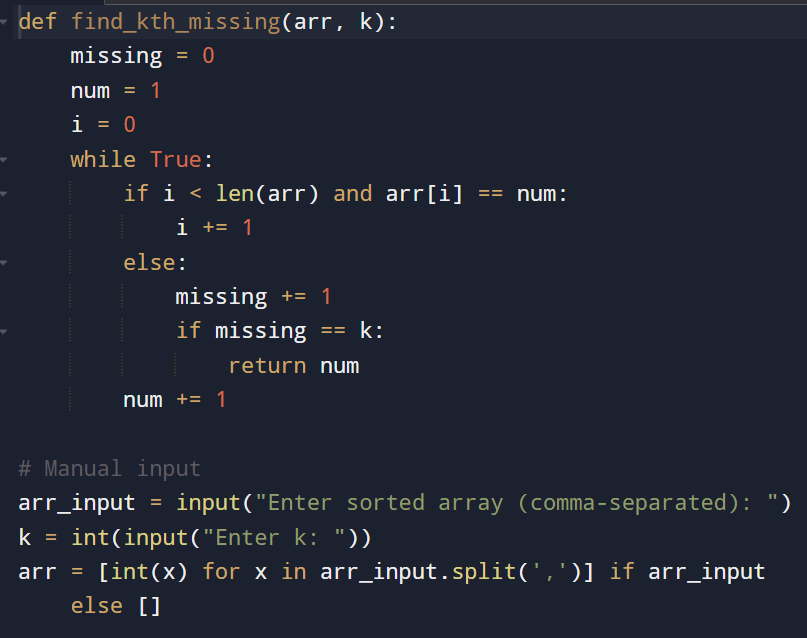 def find_kth_missing(arr, k):
    missing = 0
    num = 1
    i = 0
    while True:
        if i < len(arr) and arr[i] == num:
            i += 1
        else:
            missing += 1
            if missing == k:
                return num
        num += 1

# Manual input
arr_input = input("Enter sorted array (comma-separated): ")
k = int(input("Enter k: "))
arr = [int(x) for x in arr_input.split(',')] if arr_input
    else []